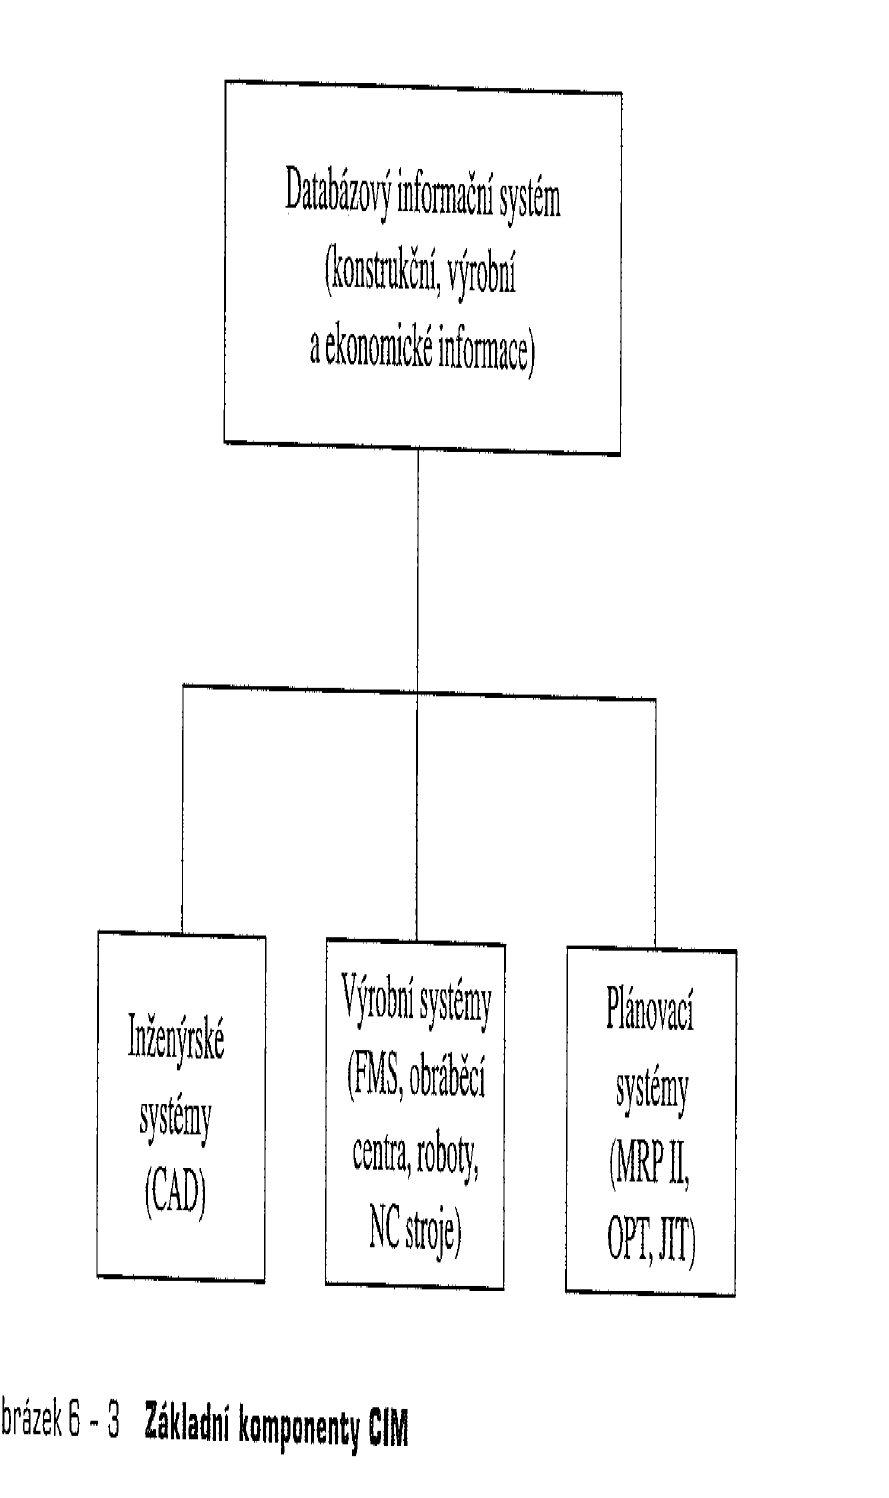 Databázový informační systém
(konstrukční, výrobní
a ekonomické informace)
Inženýrské
systémy
(CAD)
Výrobní systémy
(FMS, obráběcí
centra, roboty,
NC stroje)
Plánovací
systémy
(MRP II,
OPT, JIT)
brázek 6 – 3 Základní komponenty CIM